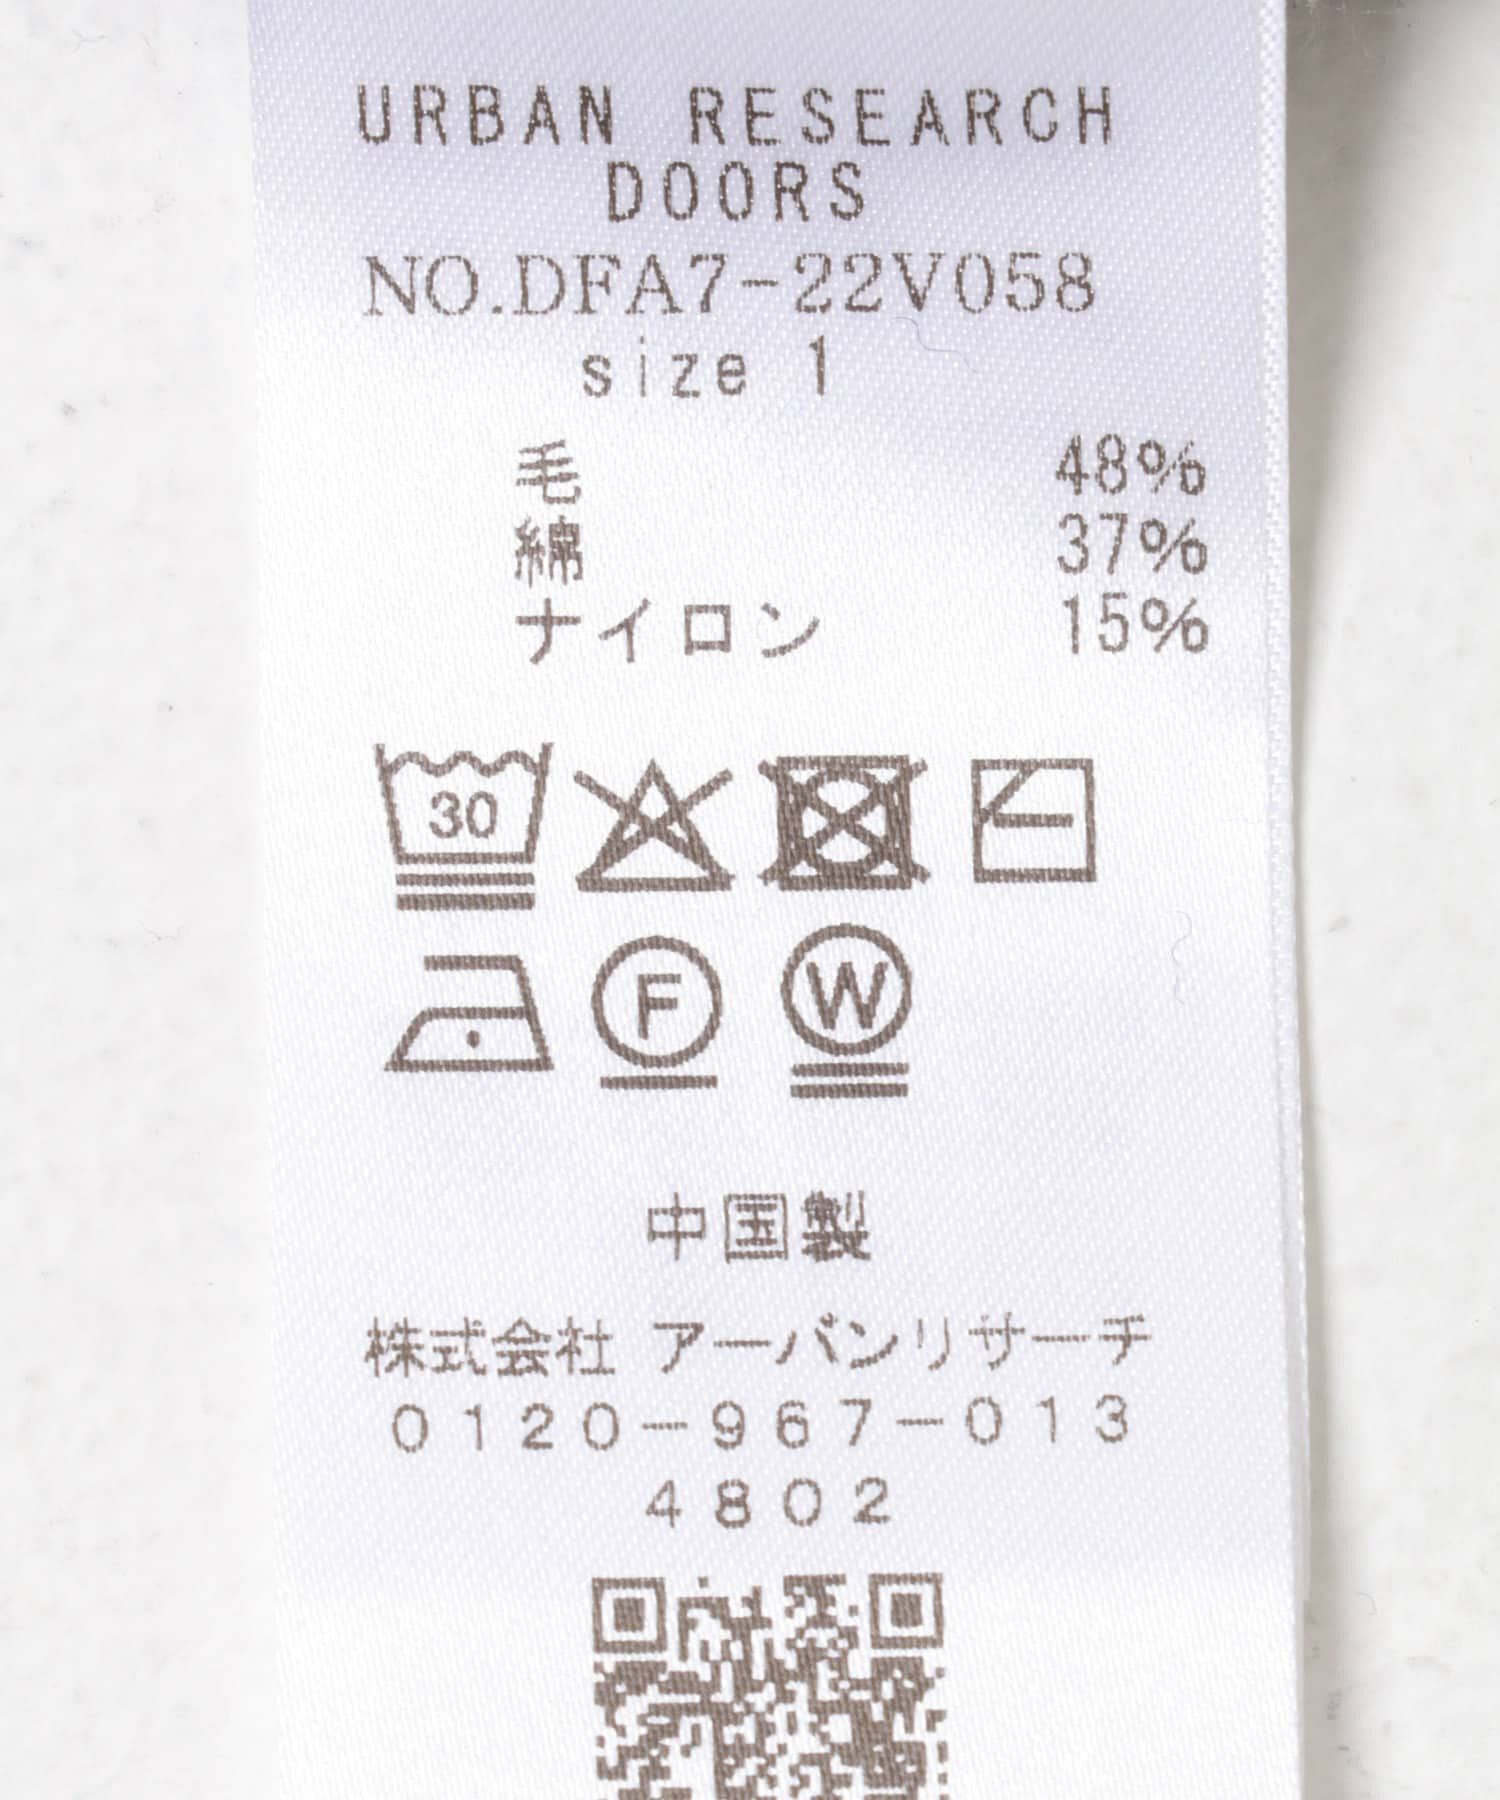 URBAN RESEARCH
DOORS
NO.DFA7-22V058
size 1
毛 48%
綿 37%
ナイロン 15%
30
F W
中国製
株式会社 アーバンリサーチ
0120-967-013
4802